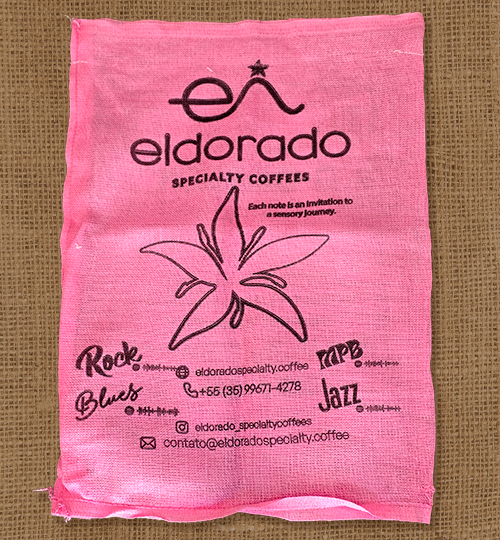 eldorado
SPECIALTY COFFEES
Each note is an invitation to
a sensory journey.
Rock
Blues
MPB
Jazz
eldoradospecialty.coffee
+55 (35) 99671-4278
eldorado_specialtycoffees
contato@eldoradospecialty.coffee